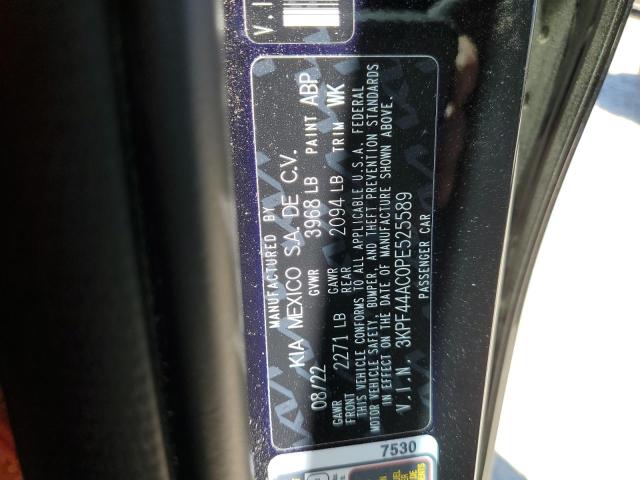 V.I.
MANUFACTURED BY
KIA MEXICO S.A. DE C.V.
08/22 GVWR 3968 LB PAINT ABP
GAWR FRONT 2271 LB GAWR REAR 2094 LB TRIM WK
THIS VEHICLE CONFORMS TO ALL APPLICABLE U.S.A. FEDERAL
MOTOR VEHICLE SAFETY, BUMPER, AND THEFT PREVENTION STANDARDS
IN EFFECT ON THE DATE OF MANUFACTURE SHOWN ABOVE.
V.I.N. 3KPF44AC0PE525589
PASSENGER CAR
7530